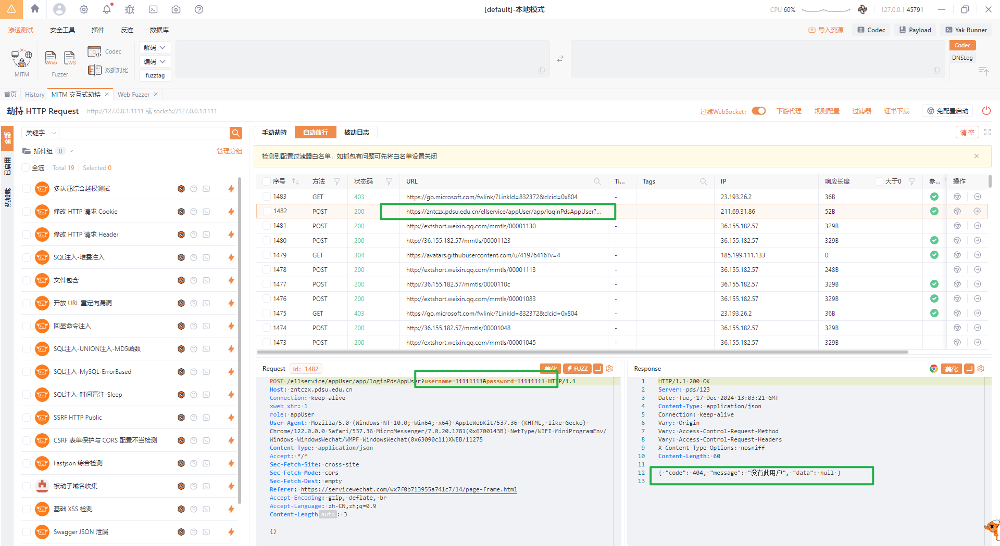 [default]-本地模式
CPU 60%
127.0.0.1 45791
渗透测试 安全工具 插件 反连 数据库
导入资源 Codec Payload Yak Runner
MITM
Web WS
Fuzzer
Codec
数据对比
解码
编码
fuzztag
Codec
DNSLog
首页 History MITM 交互式劫持 × Web Fuzzer ×
劫持 HTTP Request http://127.0.0.1:1111 或 socks5://127.0.0.1:1111
过滤WebSocket: 下游代理 规则配置 过滤器 证书下载 免配置启动
全部
已启用
热加载
关键字
插件组 0 管理分组
全选 Total 19 Selected 0
多认证综合越权测试
修改 HTTP 请求 Cookie
修改 HTTP 请求 Header
SQL注入-堆叠注入
文件包含
开放 URL 重定向漏洞
回显命令注入
SQL注入-UNION注入-MD5函数
SQL注入-MySQL-ErrorBased
SQL注入-时间盲注-Sleep
SSRF HTTP Public
CSRF 表单保护与 CORS 配置不当检测
Fastjson 综合检测
被动子域名收集
基础 XSS 检测
Swagger JSON 泄漏
手动劫持 自动放行 被动日志 清 空
检测到配置过滤器白名单，如抓包有问题可先将白名单设置关闭
序号 方法 状态码 URL Ti... Tags IP 响应长度 大于0 参... 操作
1483 GET 403 https://go.microsoft.com/fwlink/?LinkId=832372&clcid=0x804 - 23.193.26.2 36B
1482 POST 200 https://zntczx.pdsu.edu.cn/ellservice/appUser/app/loginPdsAppUser?... - 211.69.31.86 52B
1481 POST 200 http://extshort.weixin.qq.com/mmtls/00001130 - 36.155.182.57 329B
1480 POST 200 http://36.155.182.57/mmtls/00001123 - 36.155.182.57 329B
1479 GET 304 https://avatars.githubusercontent.com/u/41976416?v=4 - 185.199.111.133 0
1478 POST 200 http://extshort.weixin.qq.com/mmtls/00001113 - 36.155.182.57 248B
1477 POST 200 http://36.155.182.57/mmtls/0000110c - 36.155.182.57 329B
1476 POST 200 http://extshort.weixin.qq.com/mmtls/00001083 - 36.155.182.57 329B
1475 GET 403 https://go.microsoft.com/fwlink/?LinkId=832372&clcid=0x804 - 23.193.26.2 36B
1474 POST 200 http://36.155.182.57/mmtls/00001048 - 36.155.182.57 329B
1473 POST 200 http://extshort.weixin.qq.com/mmtls/00001045 - 36.155.182.57 329B
Request id: 1482 美化 FUZZ
POST /ellservice/appUser/app/loginPdsAppUser?username=11111111&password=11111111 HTTP/1.1
Host: zntczx.pdsu.edu.cn
Connection: keep-alive
xweb_xhr: 1
role: appUser
User-Agent: Mozilla/5.0 (Windows NT 10.0; Win64; x64) AppleWebKit/537.36 (KHTML, like Gecko)
Chrome/122.0.0.0 Safari/537.36 MicroMessenger/7.0.20.1781(0x6700143B) NetType/WIFI MiniProgramEnv/
Windows WindowsWechat/WMPF WindowsWechat(0x63090c11)XWEB/11275
Content-Type: application/json
Accept: */*
Sec-Fetch-Site: cross-site
Sec-Fetch-Mode: cors
Sec-Fetch-Dest: empty
Referer: https://servicewechat.com/wx7f0b713955a741c7/14/page-frame.html
Accept-Encoding: gzip, deflate, br
Accept-Language: zh-CN,zh;q=0.9
Content-Length auto : 3
{}
Response 美化
1 HTTP/1.1 200 OK
2 Server: pds/123
3 Date: Tue, 17 Dec 2024 13:03:21 GMT
4 Content-Type: application/json
5 Connection: keep-alive
6 Vary: Origin
7 Vary: Access-Control-Request-Method
8 Vary: Access-Control-Request-Headers
9 X-Content-Type-Options: nosniff
10 Content-Length: 60
11
12 { "code": 404, "message": "没有此用户", "data": null }
13